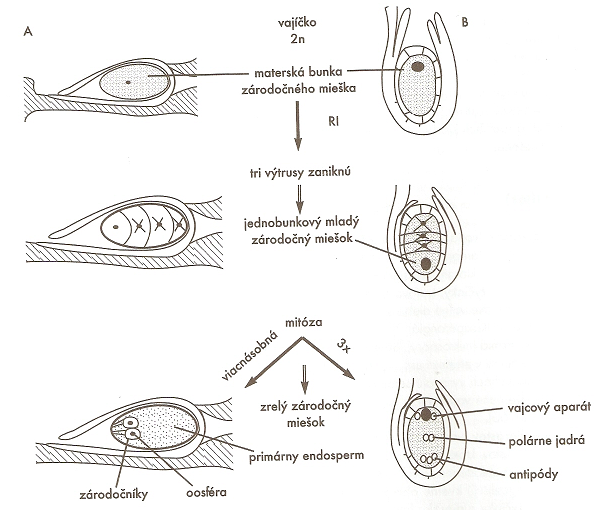 A
vajíčko
2n
B
materská bunka
zárodočného mieška
RI
tri výtrusy zaniknú
jednobunkový mladý
zárodočný miešok
mitóza
viacnásobná
3x
zrelý zárodočný
miešok
vajcový aparát
polárne jadrá
primárny endosperm
antipódy
zárodočníky
oosféra